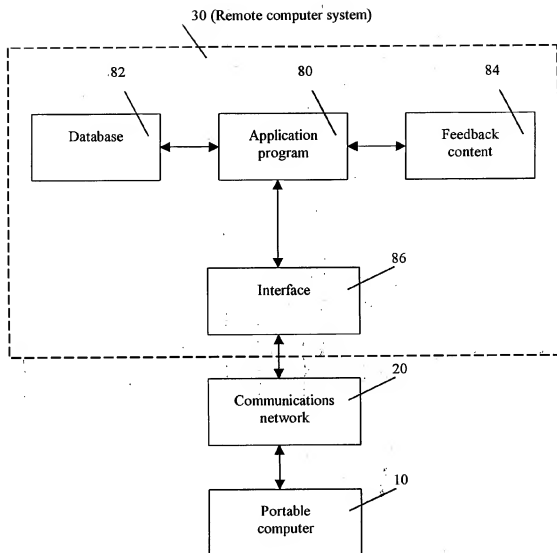 30 (Remote computer system)
82
80
84
Database
Application
program
Feedback
content
86
Interface
20
Communications
network
10
Portable
computer